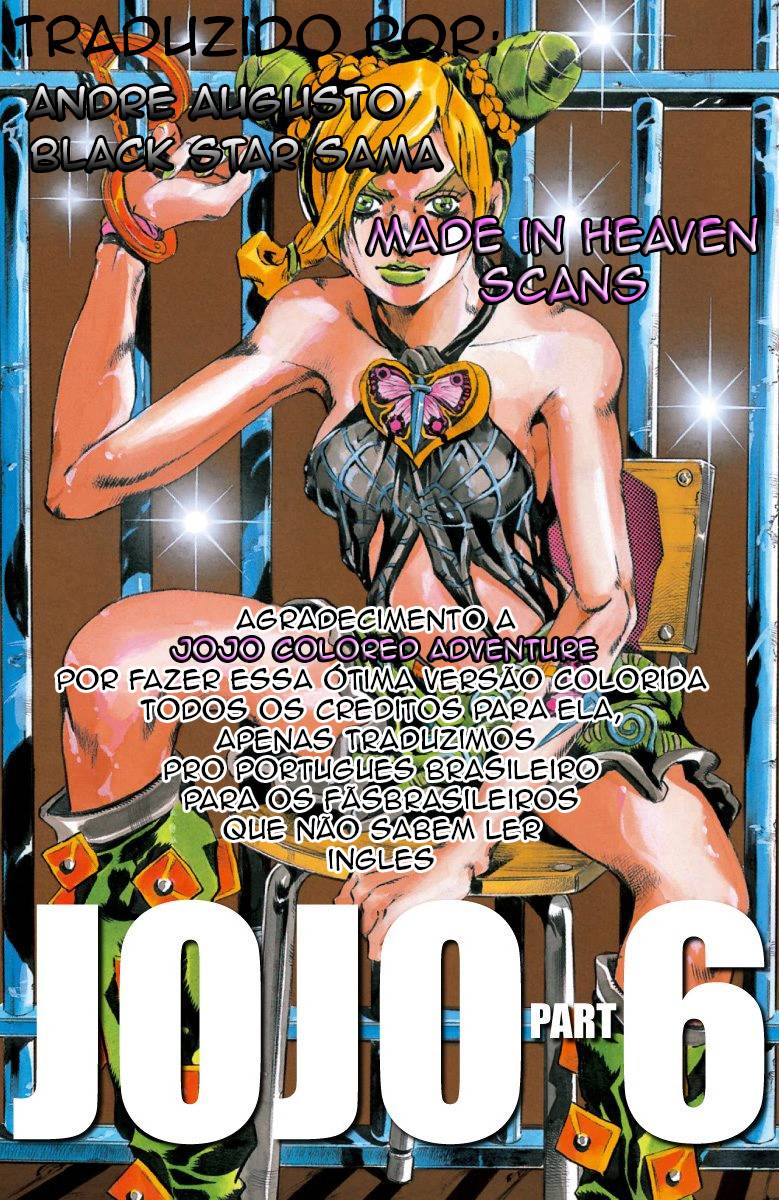 TRADUZIDO POR:
ANDRE AUGUSTO
BLACK STAR SAMA
MADE IN HEAVEN
SCANS
AGRADECIMENTO A
JOJO COLORED ADVENTURE
POR FAZER ESSA ÓTIMA VERSÃO COLORIDA
TODOS OS CREDITOS PARA ELA,
APENAS TRADUZIMOS
PRO PORTUGUES BRASILEIRO
PARA OS FÃSBRASILEIROS
QUE NÃO SABEM LER
INGLES
JOJO PART 6